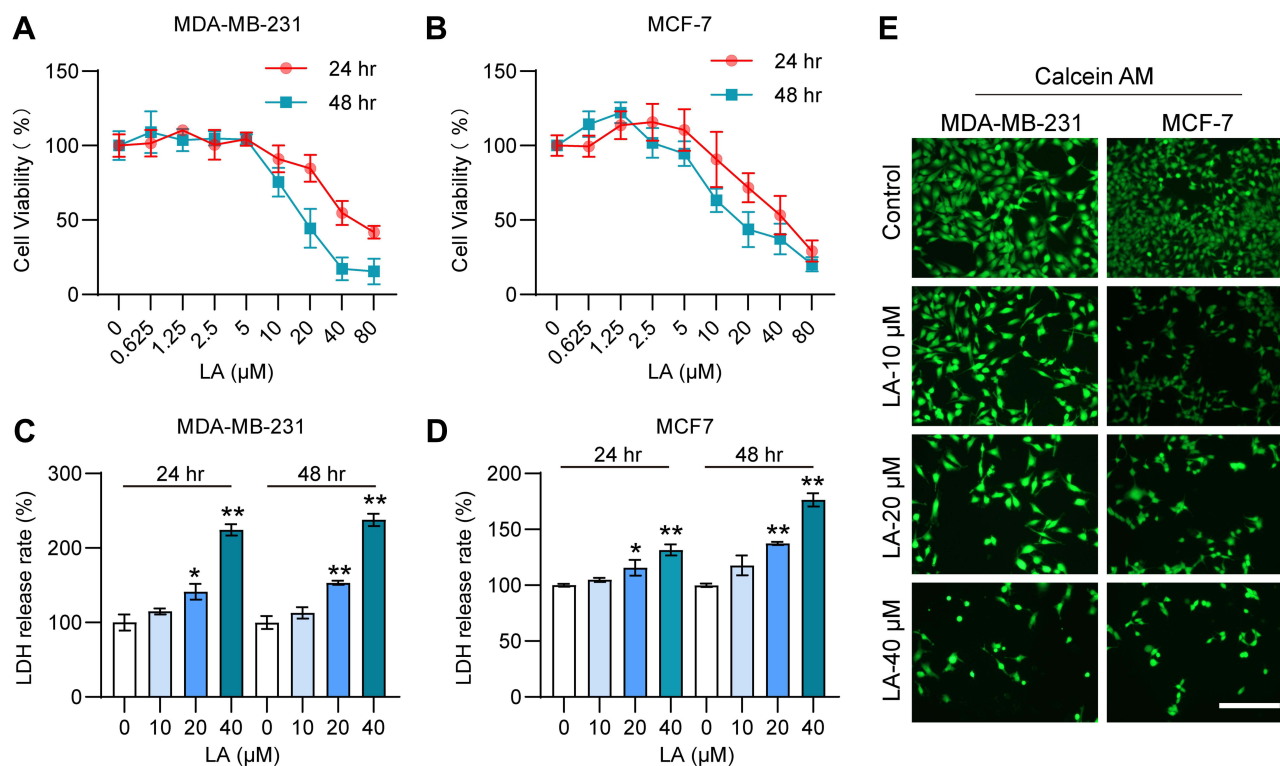 A
MDA-MB-231
24 hr
48 hr
Cell Viability ( %)
150
100
50
0
0
0.625
1.25
2.5
5
10
20
40
80
LA (μM)
B
MCF-7
24 hr
48 hr
Cell Viability ( %)
150
100
50
0
0
0.625
1.25
2.5
5
10
20
40
80
LA (μM)
C
MDA-MB-231
24 hr
48 hr
LDH release rate (%)
300
200
100
0
*
**
**
**
0 10 20 40 0 10 20 40
LA (μM)
D
MCF7
24 hr
48 hr
LDH release rate (%)
200
150
100
50
0
*
**
**
**
0 10 20 40 0 10 20 40
LA (μM)
E
Calcein AM
MDA-MB-231 MCF-7
Control
LA-10 μM
LA-20 μM
LA-40 μM